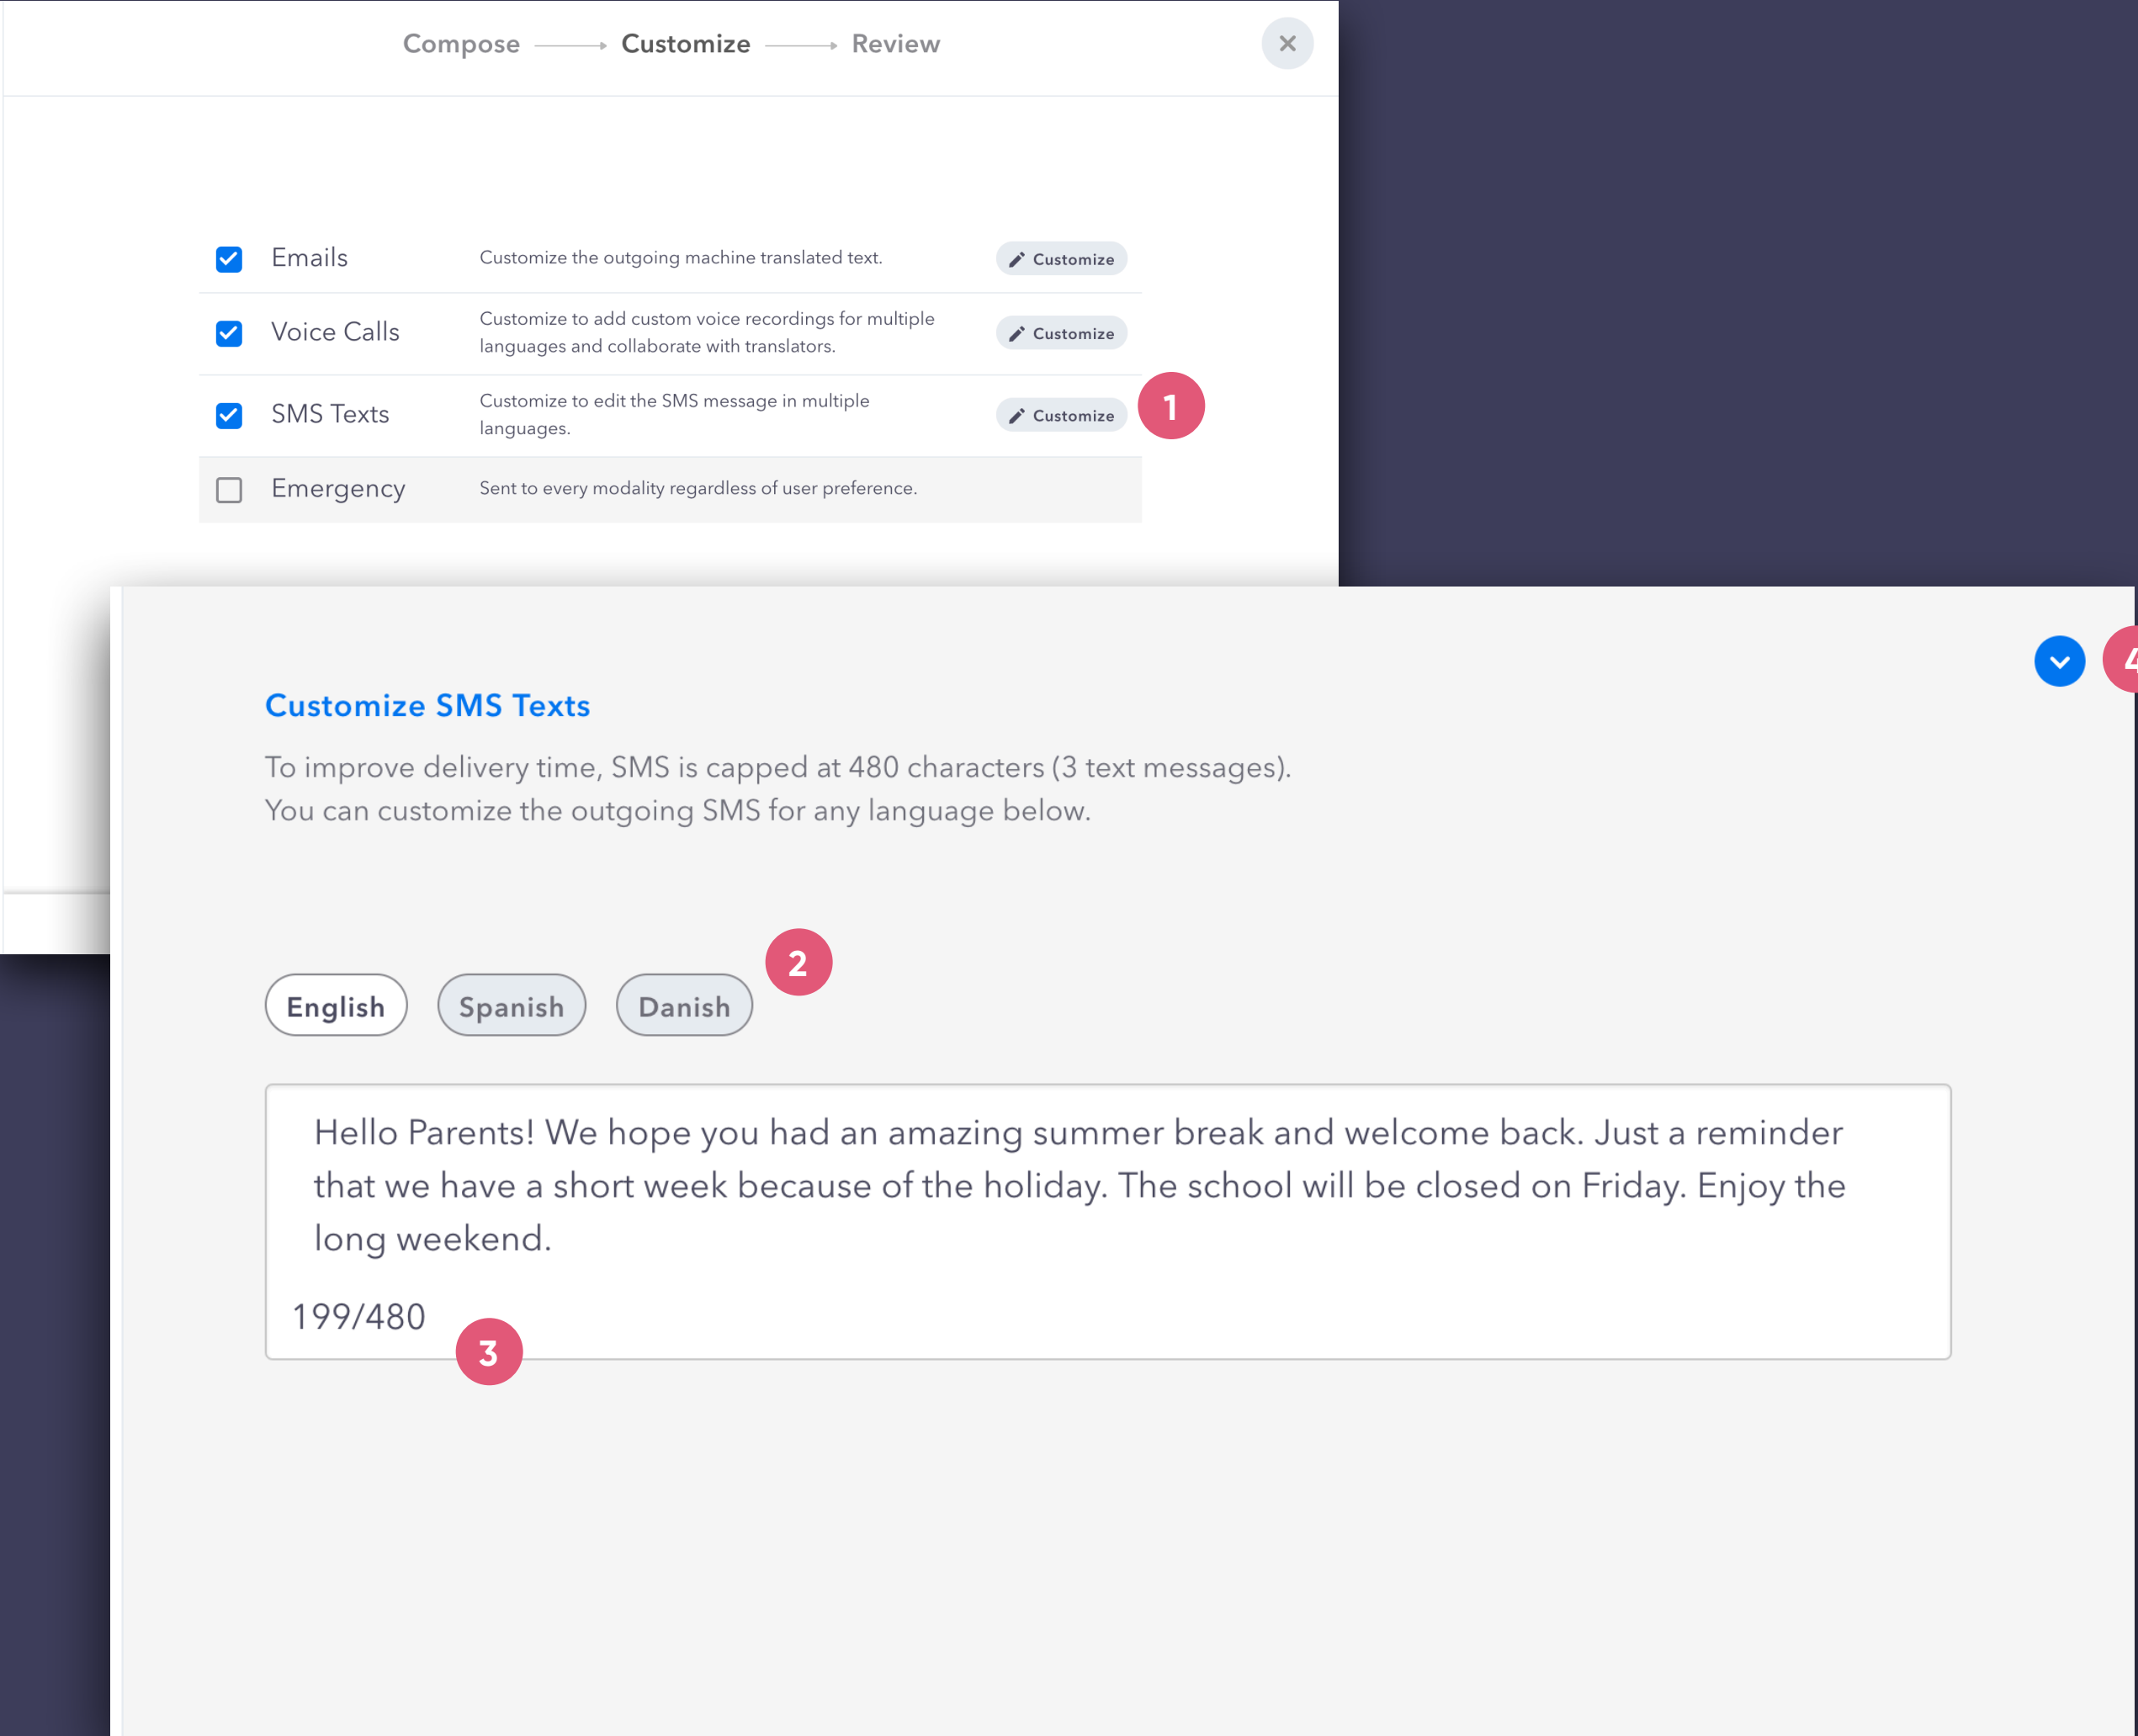 Compose Customize Review
Emails Customize the outgoing machine translated text. Customize
Voice Calls Customize to add custom voice recordings for multiple
languages and collaborate with translators. Customize
SMS Texts Customize to edit the SMS message in multiple
languages. Customize
1
Emergency Sent to every modality regardless of user preference.
4
Customize SMS Texts
To improve delivery time, SMS is capped at 480 characters (3 text messages).
You can customize the outgoing SMS for any language below.
2
English Spanish Danish
Hello Parents! We hope you had an amazing summer break and welcome back. Just a reminder
that we have a short week because of the holiday. The school will be closed on Friday. Enjoy the
long weekend.
199/480
3